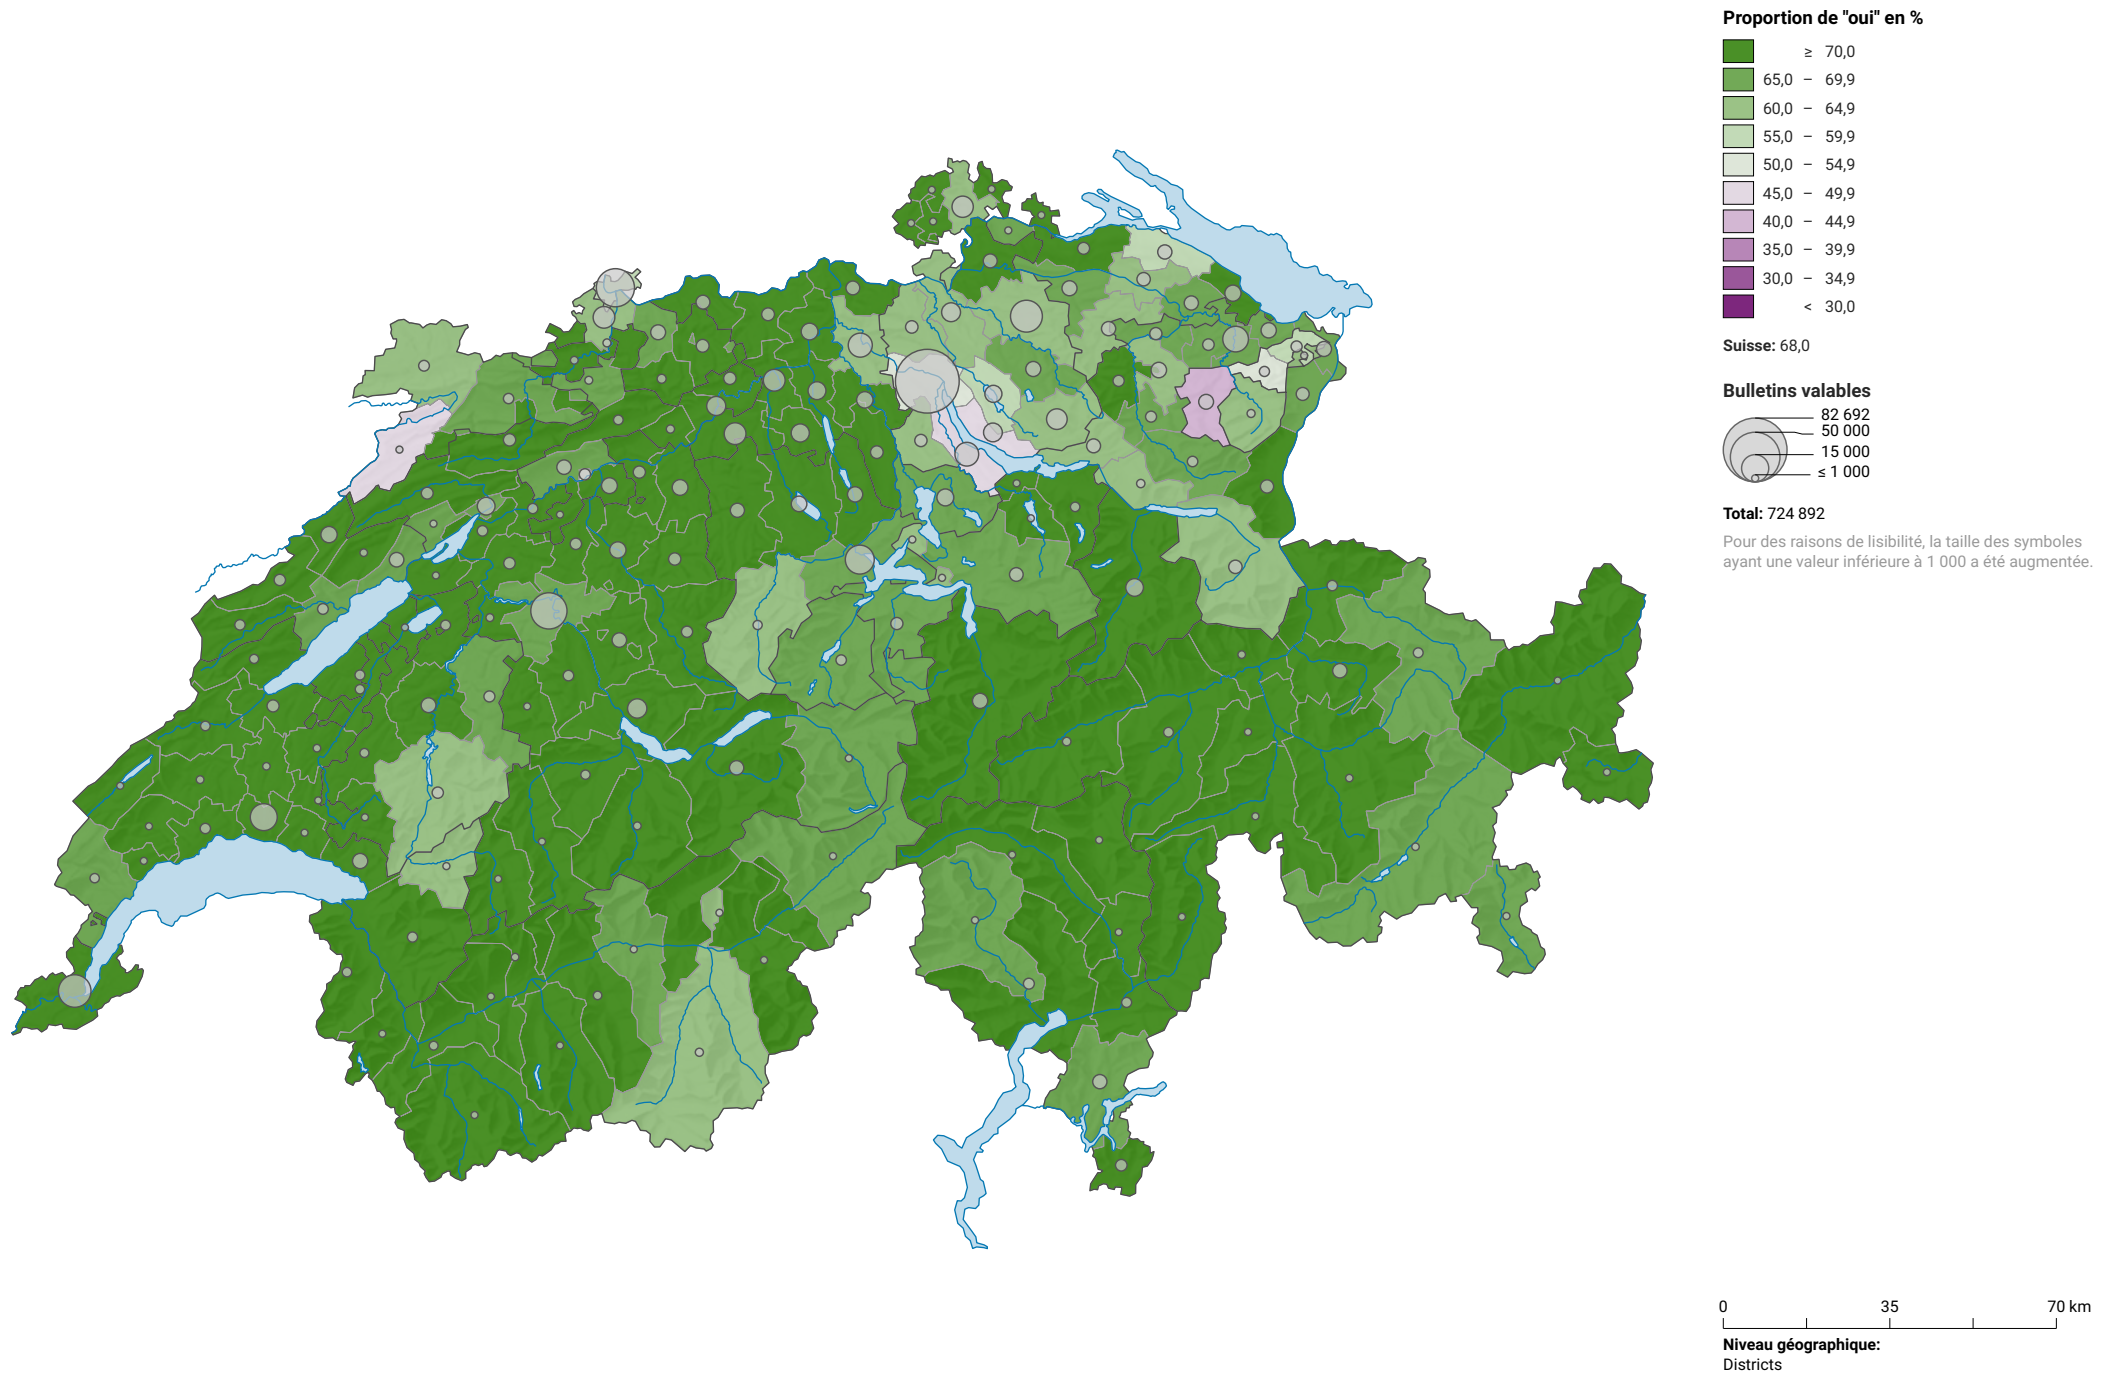 Proportion de "oui" en %
≥ 70,0
65,0 – 69,9
60,0 – 64,9
55,0 – 59,9
50,0 – 54,9
45,0 – 49,9
40,0 – 44,9
35,0 – 39,9
30,0 – 34,9
< 30,0
Suisse: 68,0
Bulletins valables
82 692
50 000
15 000
≤ 1 000
Total: 724 892
Pour des raisons de lisibilité, la taille des symboles
ayant une valeur inférieure à 1 000 a été augmentée.
0 35 70 km
Niveau géographique:
Districts